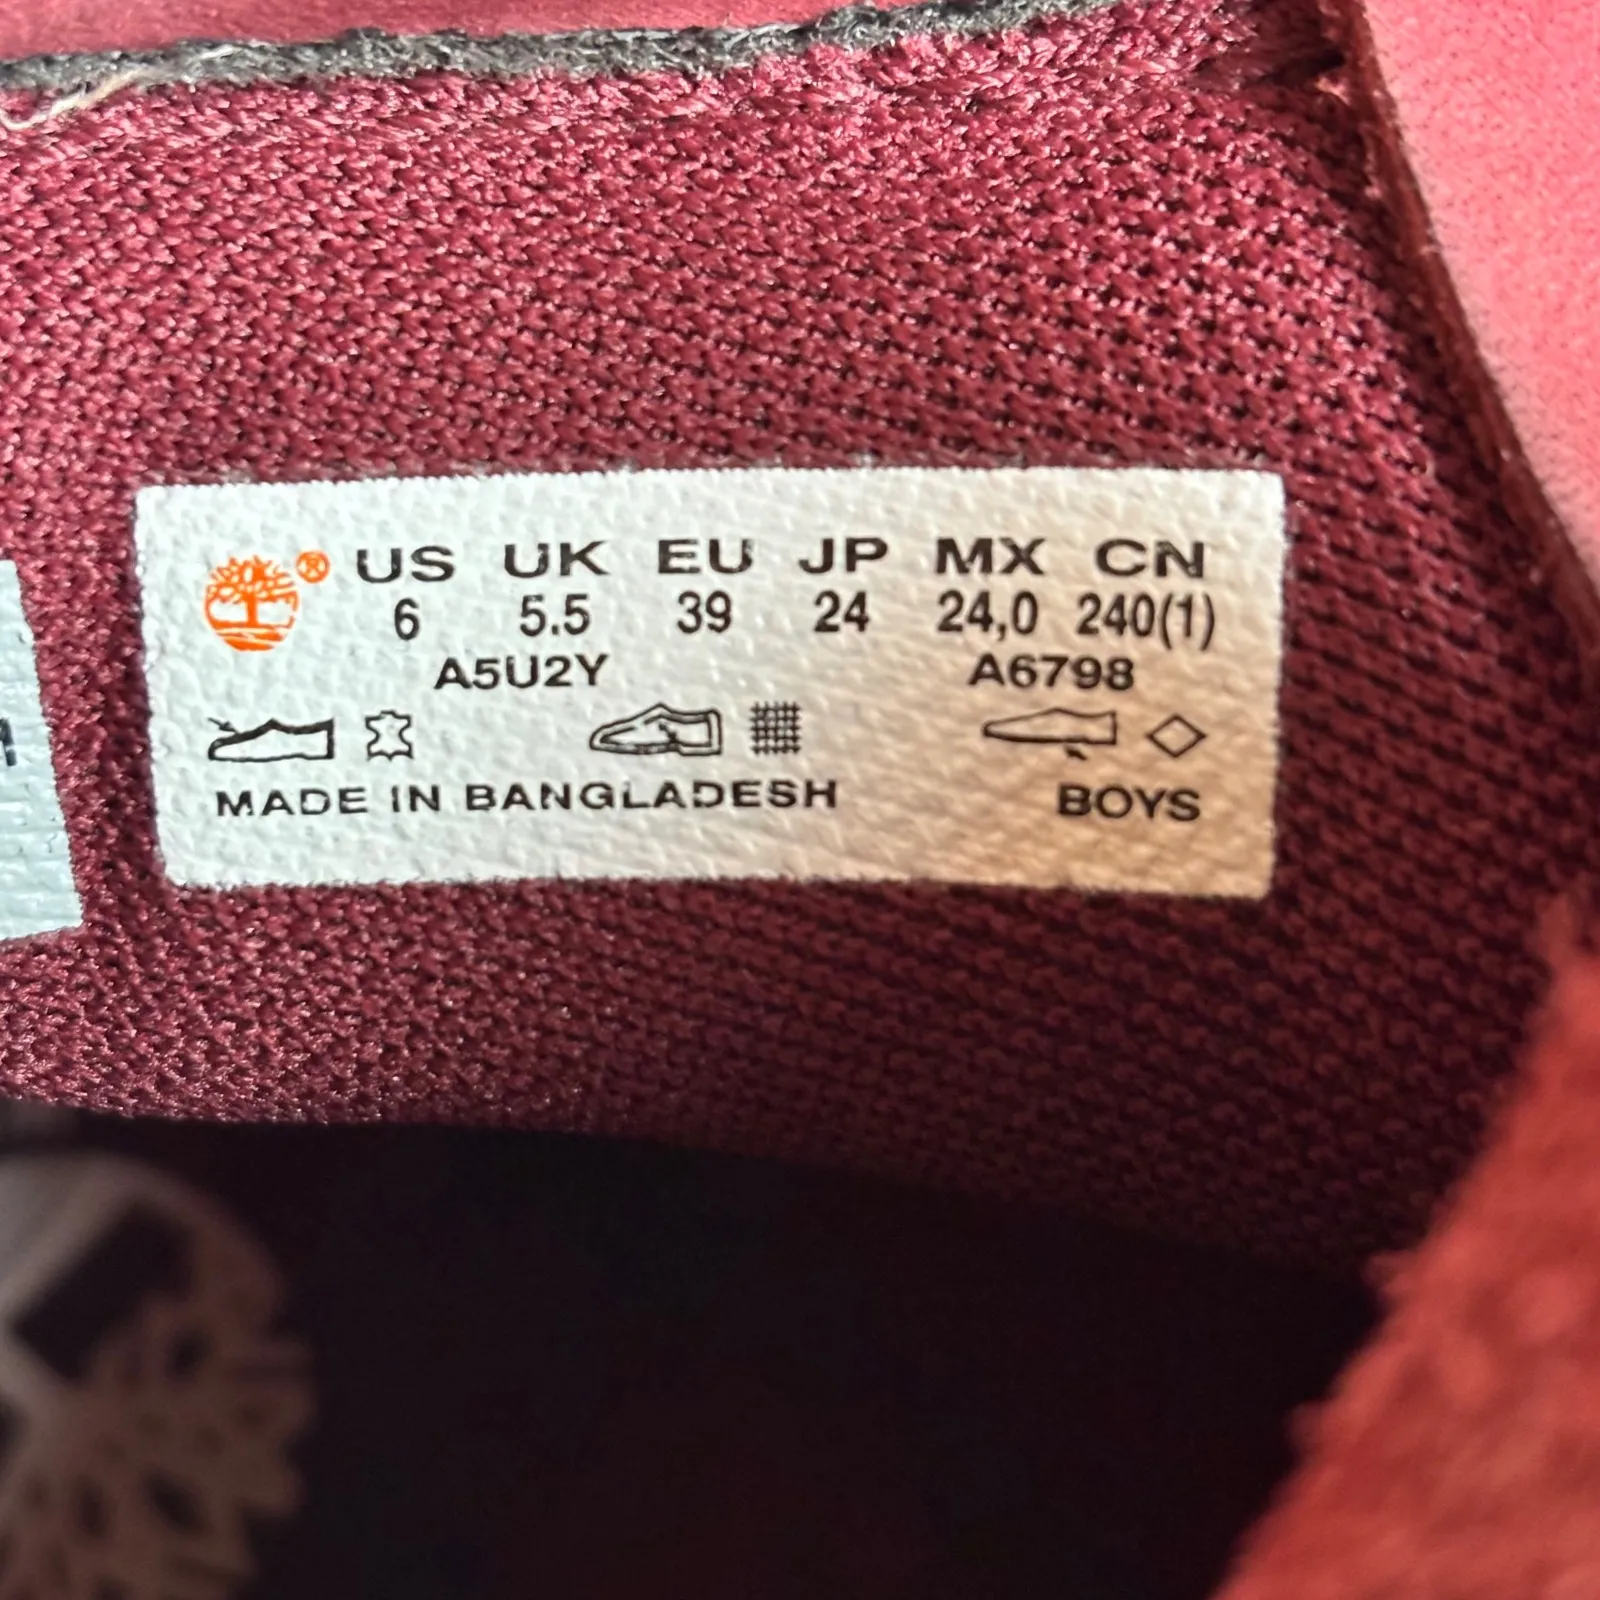 ® US UK EU JP MX CN
6 5.5 39 24 24,0 240(1)
A5U2Y A6798
MADE IN BANGLADESH BOYS